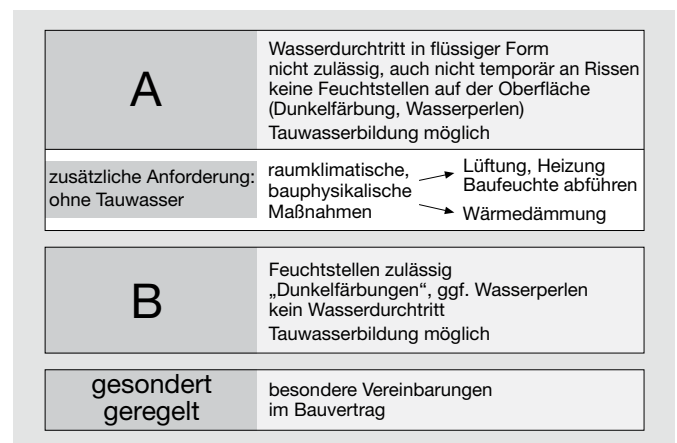 A
Wasserdurchtritt in flüssiger Form
nicht zulässig, auch nicht temporär an Rissen
keine Feuchtstellen auf der Oberfläche
(Dunkelfärbung, Wasserperlen)
Tauwasserbildung möglich
zusätzliche Anforderung:
ohne Tauwasser
raumklimatische,
bauphysikalische
Maßnahmen
Lüftung, Heizung
Baufeuchte abführen
Wärmedämmung
B
Feuchtstellen zulässig
„Dunkelfärbungen“, ggf. Wasserperlen
kein Wasserdurchtritt
Tauwasserbildung möglich
gesondert
geregelt
besondere Vereinbarungen
im Bauvertrag